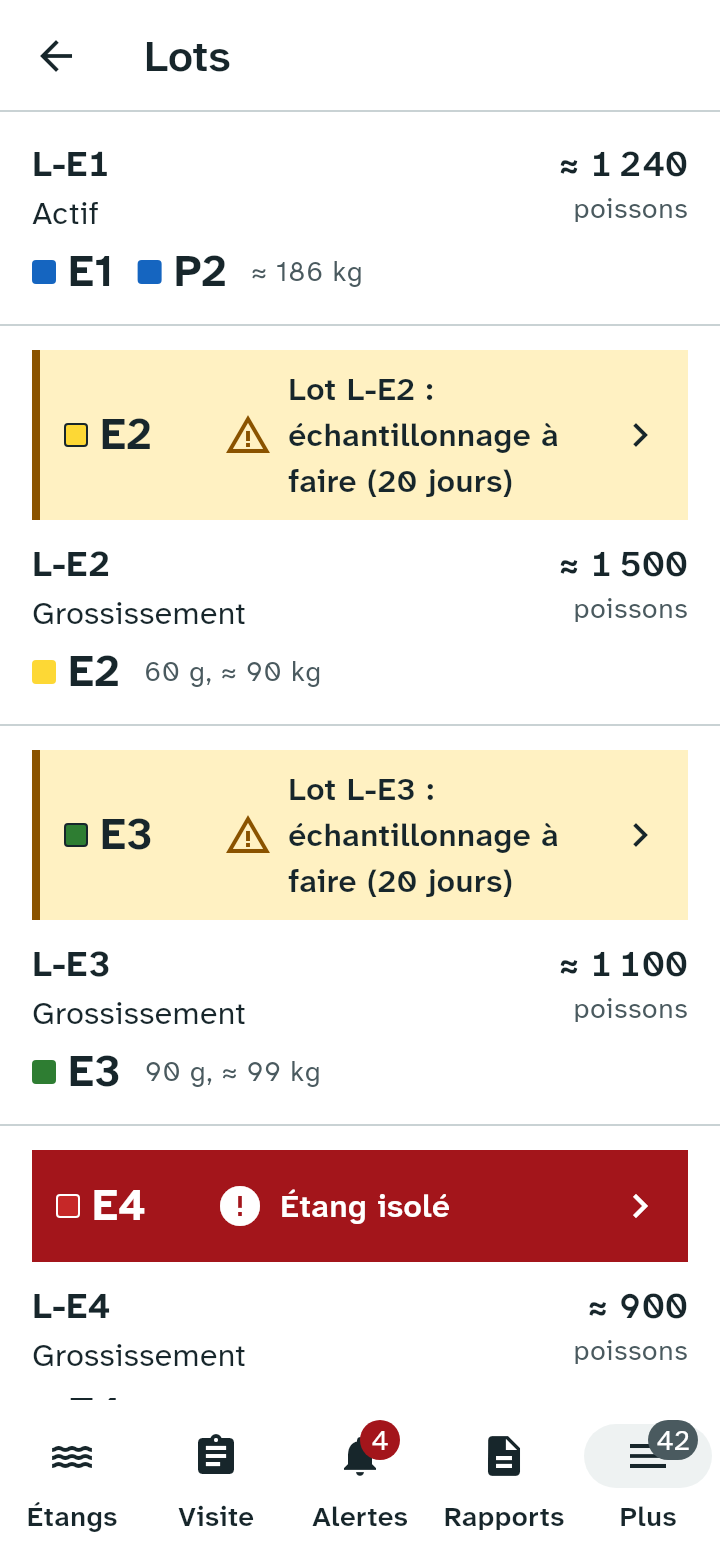 Lots
L-E1
≈ 1 240
Actif
poissons
E1 P2 ≈ 186 kg
Lot L-E2 :
E2 échantillonnage à
faire (20 jours)
L-E2
≈ 1 500
Grossissement
poissons
E2 60 g, ≈ 90 kg
Lot L-E3 :
E3 échantillonnage à
faire (20 jours)
L-E3
≈ 1 100
Grossissement
poissons
E3 90 g, ≈ 99 kg
E4 Étang isolé
L-E4
≈ 900
Grossissement
poissons
4
42
Étangs Visite Alertes Rapports Plus